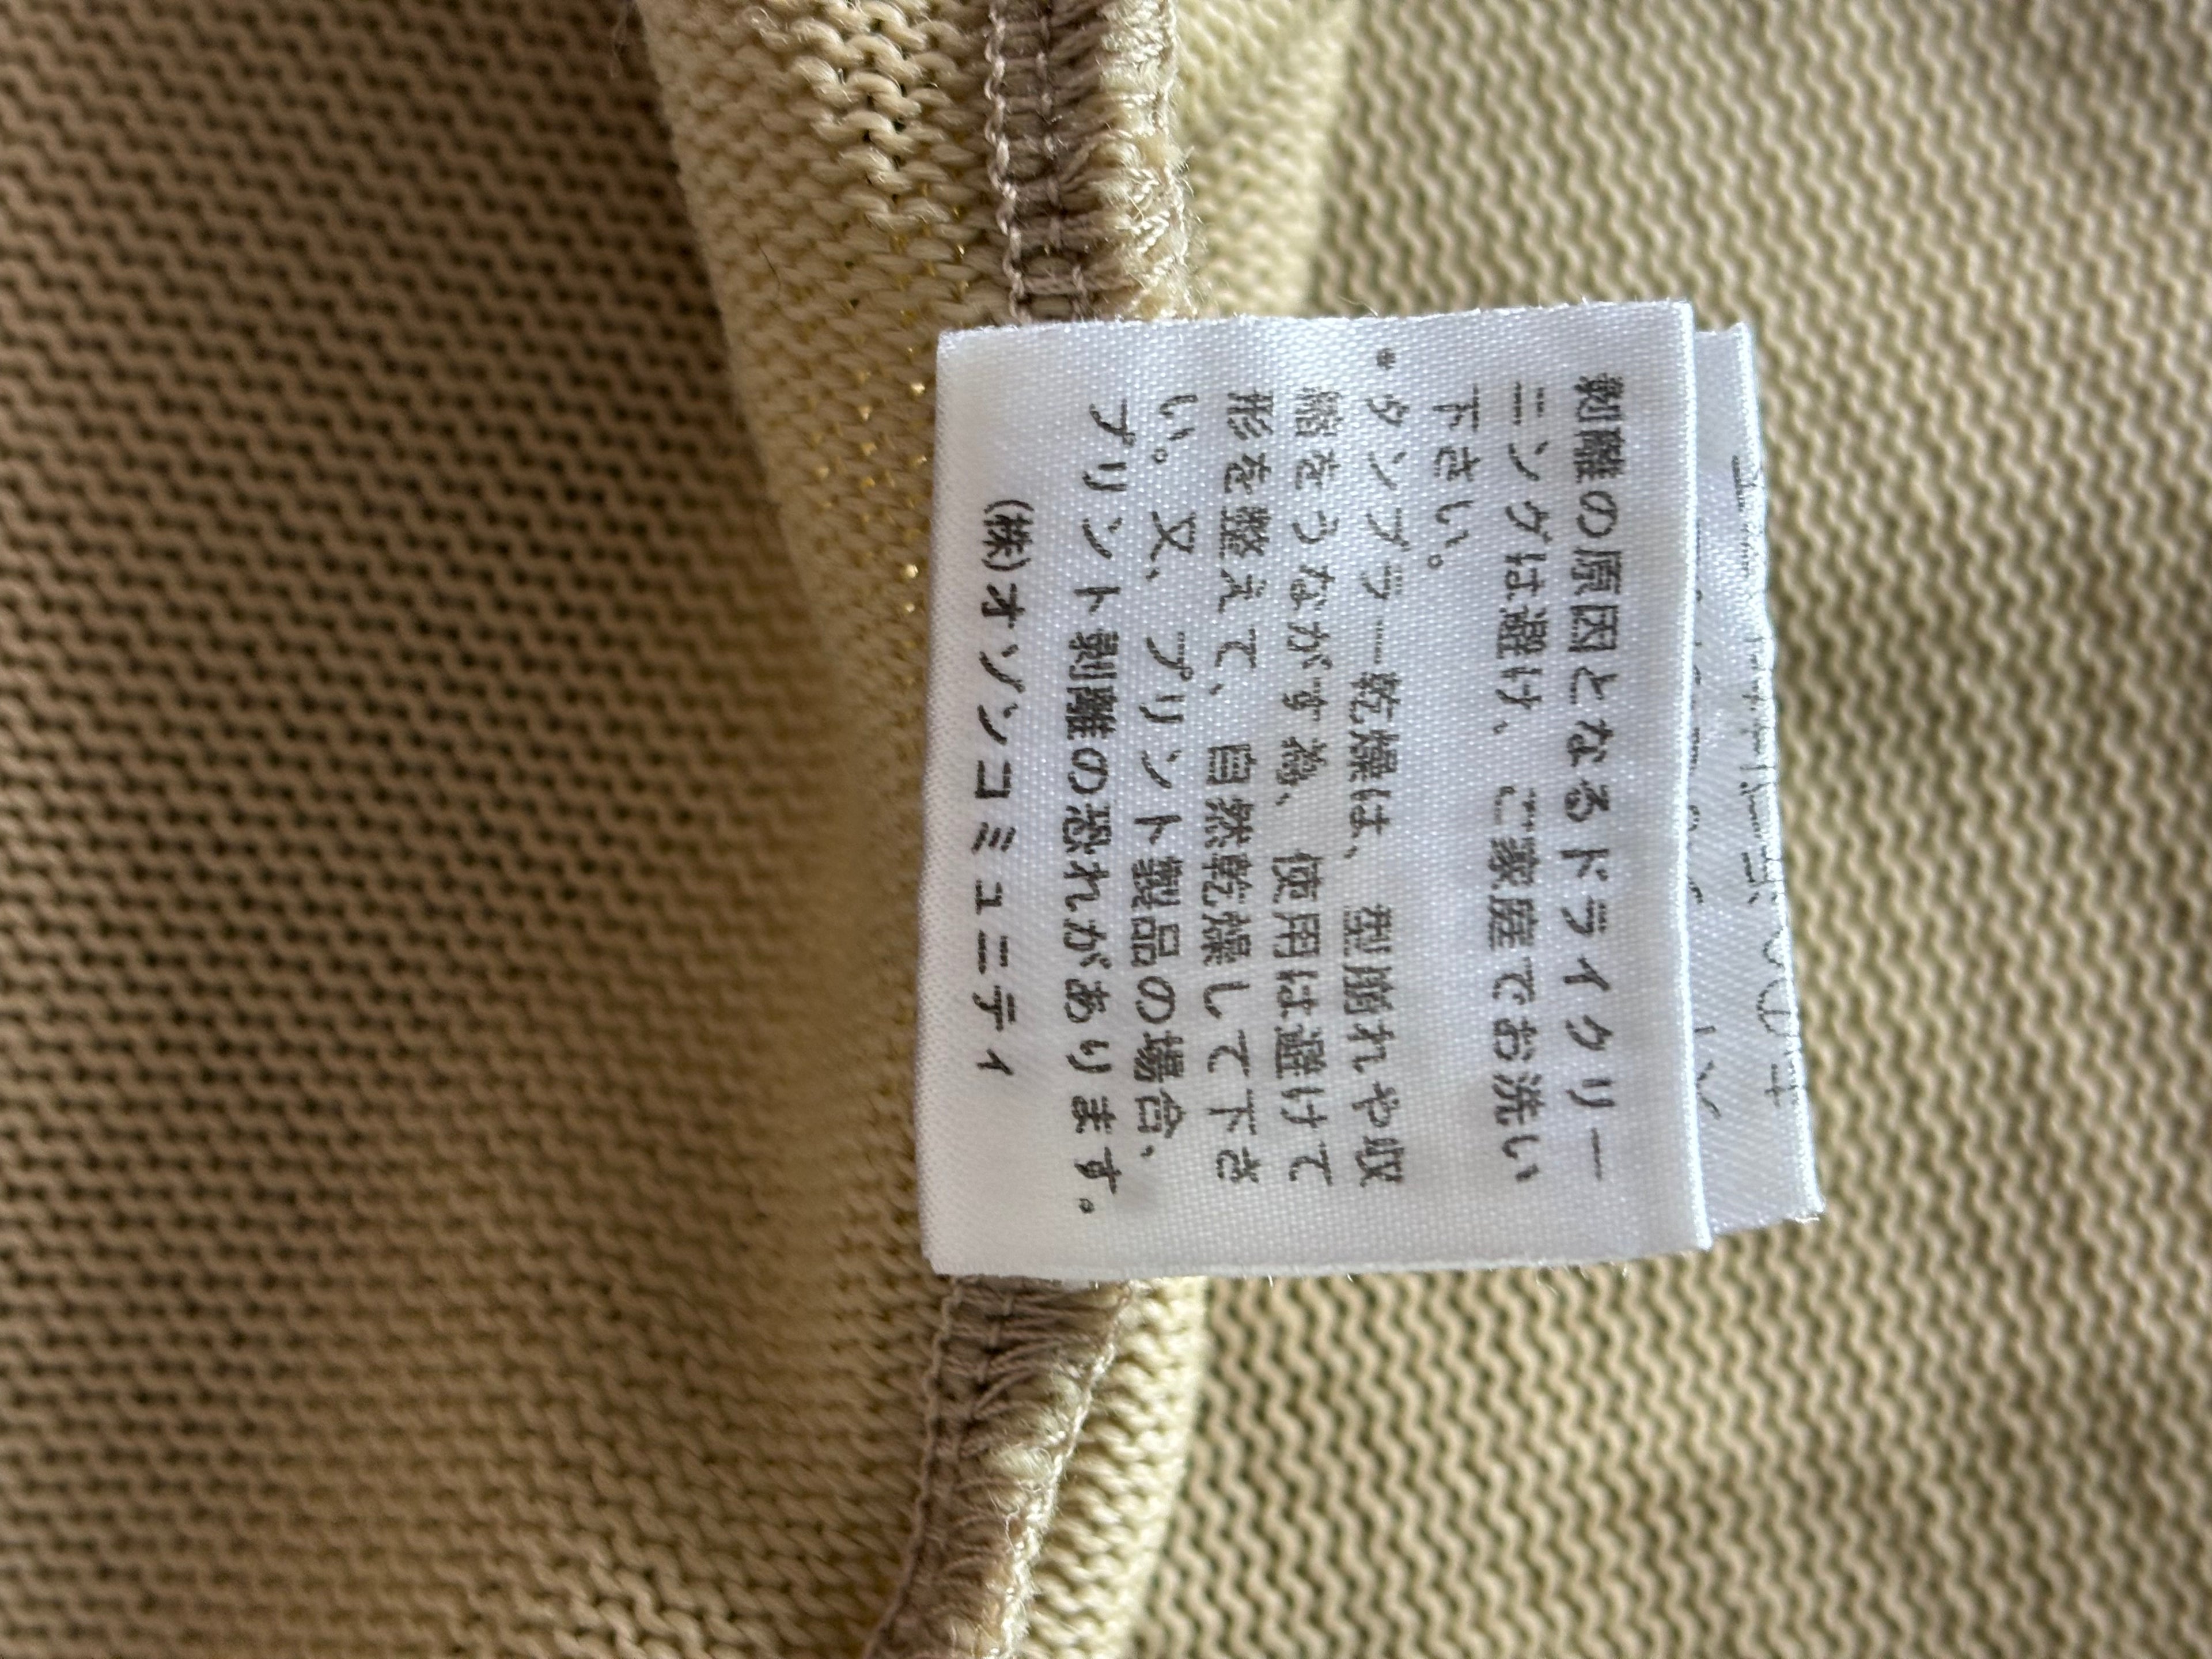 剥離の原因となるドライクリー
ニングは避け、ご家庭でお洗い
下さい。
・タンブラー乾燥は、型崩れや収
縮をうながす為、使用は避けて
形を整えて、自然乾燥して下さ
い。又、プリント製品の場合、
プリント剥離の恐れがあります。
(株)オゾンコミュニティ